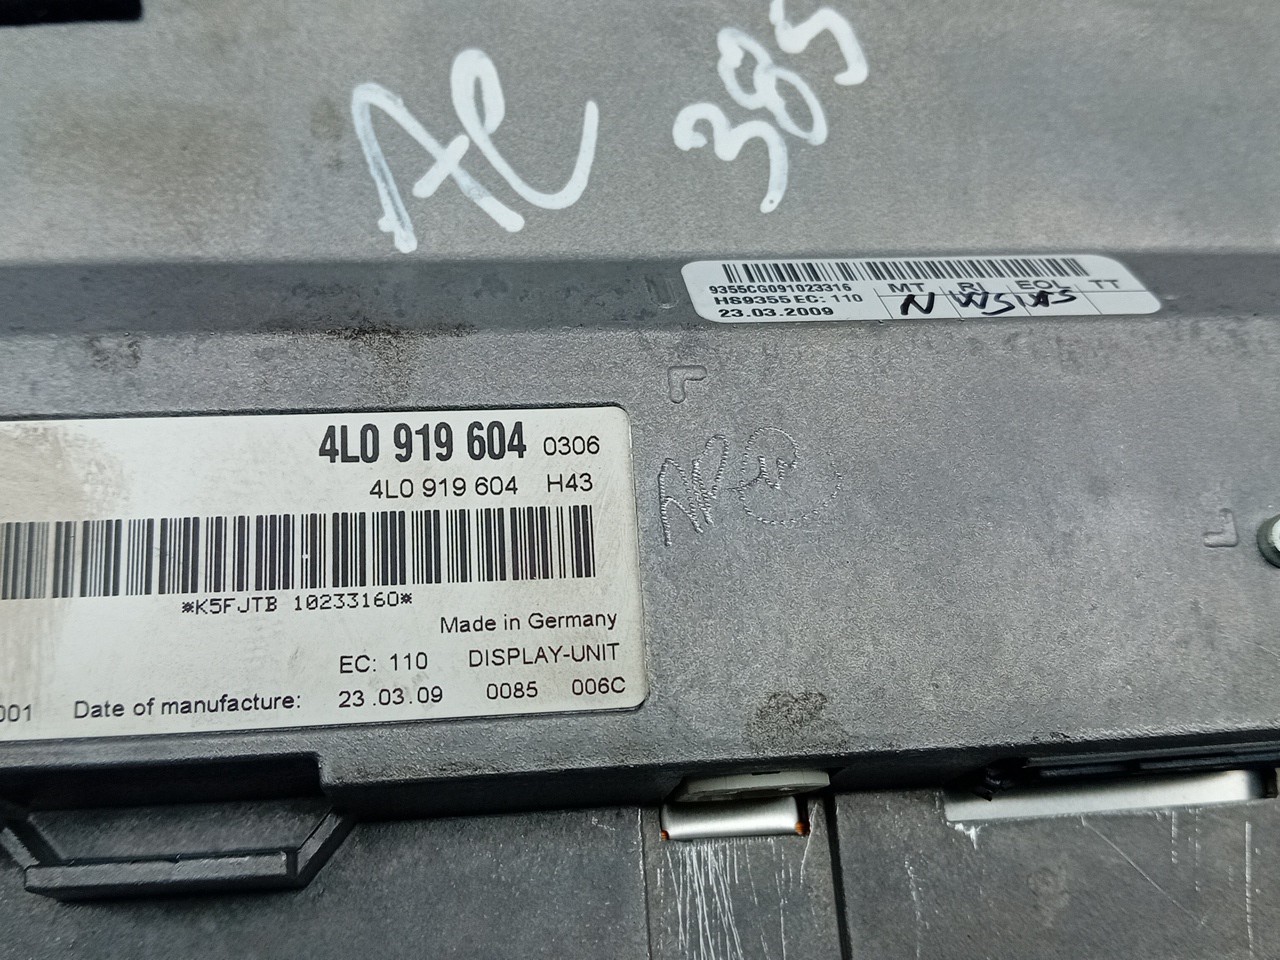 AC 385
9355CG091023316 MT RI EOL TT
HS9355 EC: 110 N
23.03.2009
4L0 919 604 0306
4L0 919 604 H43
*K5FJTB 10233160*
Made in Germany
EC: 110 DISPLAY-UNIT
001 Date of manufacture: 23.03.09 0085 006C